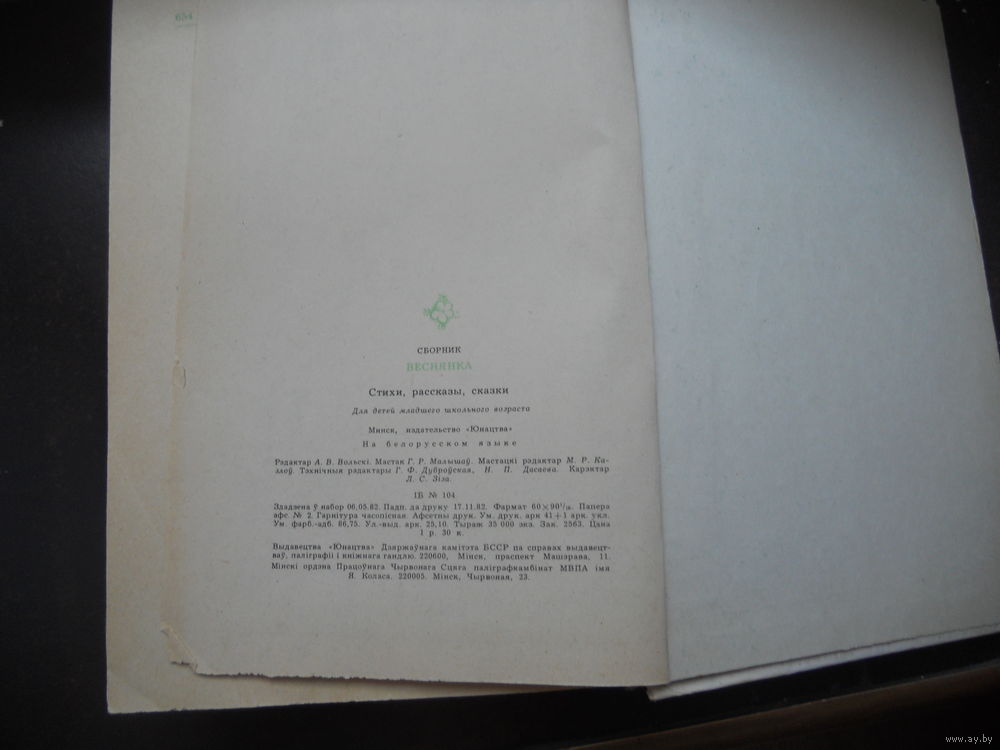 654
СБОРНИК
ВЕСНЯНКА
Стихи, рассказы, сказки
Для детей младшего школьного возраста
Минск, издательство «Юнацтва»
На белорусском языке
Рэдактар А. В. Вольскі. Мастак Г. Р. Малышаў. Мастацкі рэдактар М. Р. Ка-
злоў. Тэхнічныя рэдактары Г. Ф. Дуброўская, Н. П. Дасаева. Карэктар
Л. С. Зіла.
ІБ № 104
Здадзена ў набор 06.05.82. Падп. да друку 17.11.82. Фармат 60×90¹/₁₆. Папера
афс. № 2. Гарнітура часопісная. Афсетны друк. Ум. друк. арк 41+1 арк. укл.
Ум. фарб.-адб. 86,75. Ул.-выд. арк. 25,10. Тыраж 35 000 экз. Зак. 2563. Цана
1 р. 30 к.
Выдавецтва «Юнацтва» Дзяржаўнага камітэта БССР па справах выдавецт-
ваў, паліграфіі і кніжнага гандлю. 220600, Мінск, праспект Машэрава, 11.
Мінскі ордэна Працоўнага Чырвонага Сцяга паліграфкамбінат МВПА імя
Я. Коласа. 220005. Мінск, Чырвоная, 23.
www.ay.by